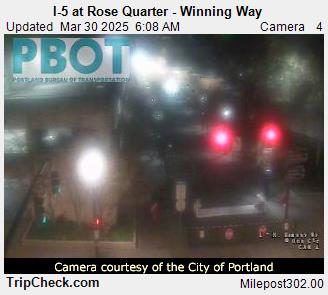 I-5 at Rose Quarter - Winning Way
Updated Mar 30 2025 6:08 AM Camera 4
PBOT
PORTLAND BUREAU OF TRANSPORTATION
Camera courtesy of the City of Portland
TripCheck.com Milepost302.00